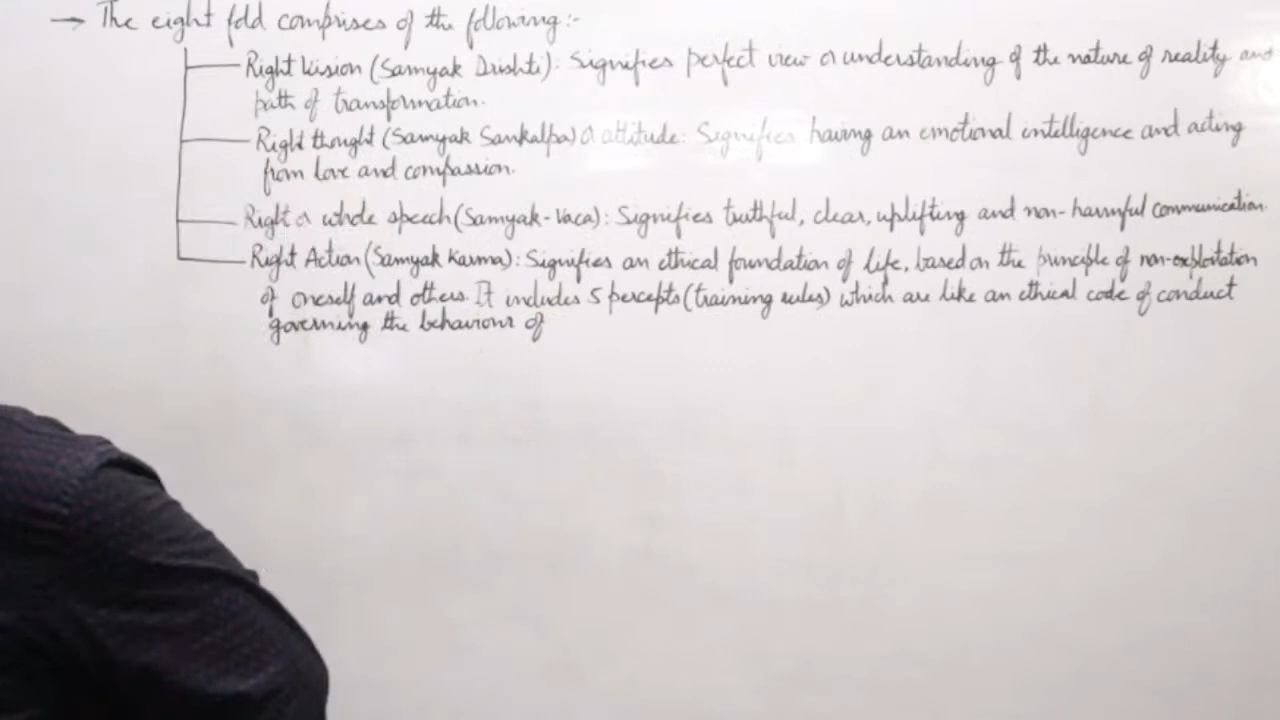 → The eight fold comprises of the following:-
Right Vision (Samyak Drishti): Signifies perfect view or understanding of the nature of reality and
path of transformation.
Right thought (Samyak Sankalpa) or attitude: Signifies having an emotional intelligence and acting
from love and compassion.
Right or whole speech (Samyak-Vaca): Signifies truthful, clear, uplifting and non-harmful communication.
Right Action (Samyak Karma): Signifies an ethical foundation of life, based on the principle of non-exploitation
of oneself and others. It includes 5 percepts (training rules) which are like an ethical code of conduct
governing the behaviour of